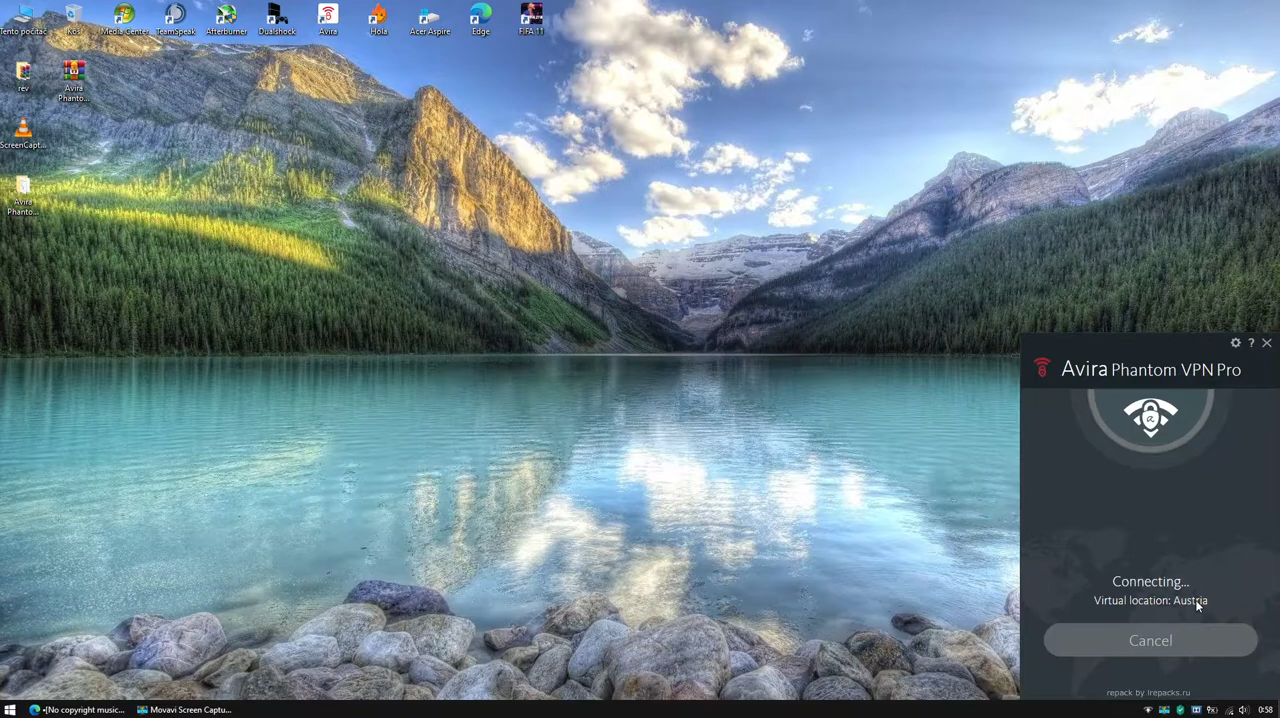 Tento počítač
Koš
Media Center
TeamSpeak
Afterburner
Dualshock
Avira
Hola
Acer Aspire
Edge
FIFA 11
rev
Avira
Phanto...
ScreenCapt...
Avira
Phanto...
Avira Phantom VPN Pro
Connecting...
Virtual location: Austria
Cancel
repack by lrepacks.ru
•[No copyright music...
Movavi Screen Captu...
0:58